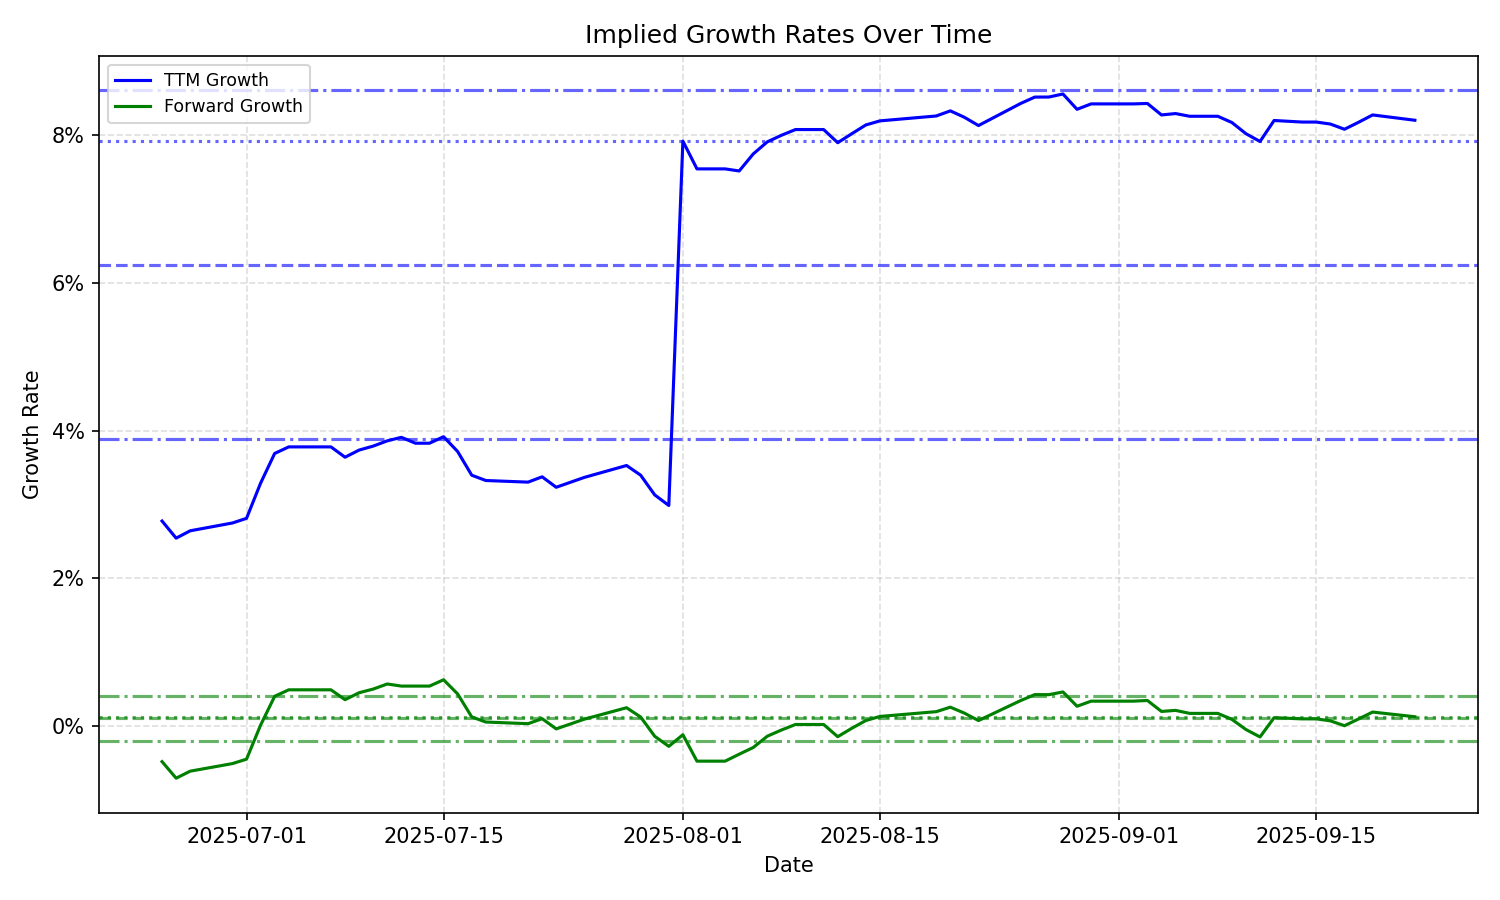 Implied Growth Rates Over Time
TTM Growth
Forward Growth
8%
6%
4%
2%
0%
Growth Rate
2025-07-01
2025-07-15
2025-08-01
2025-08-15
2025-09-01
2025-09-15
Date